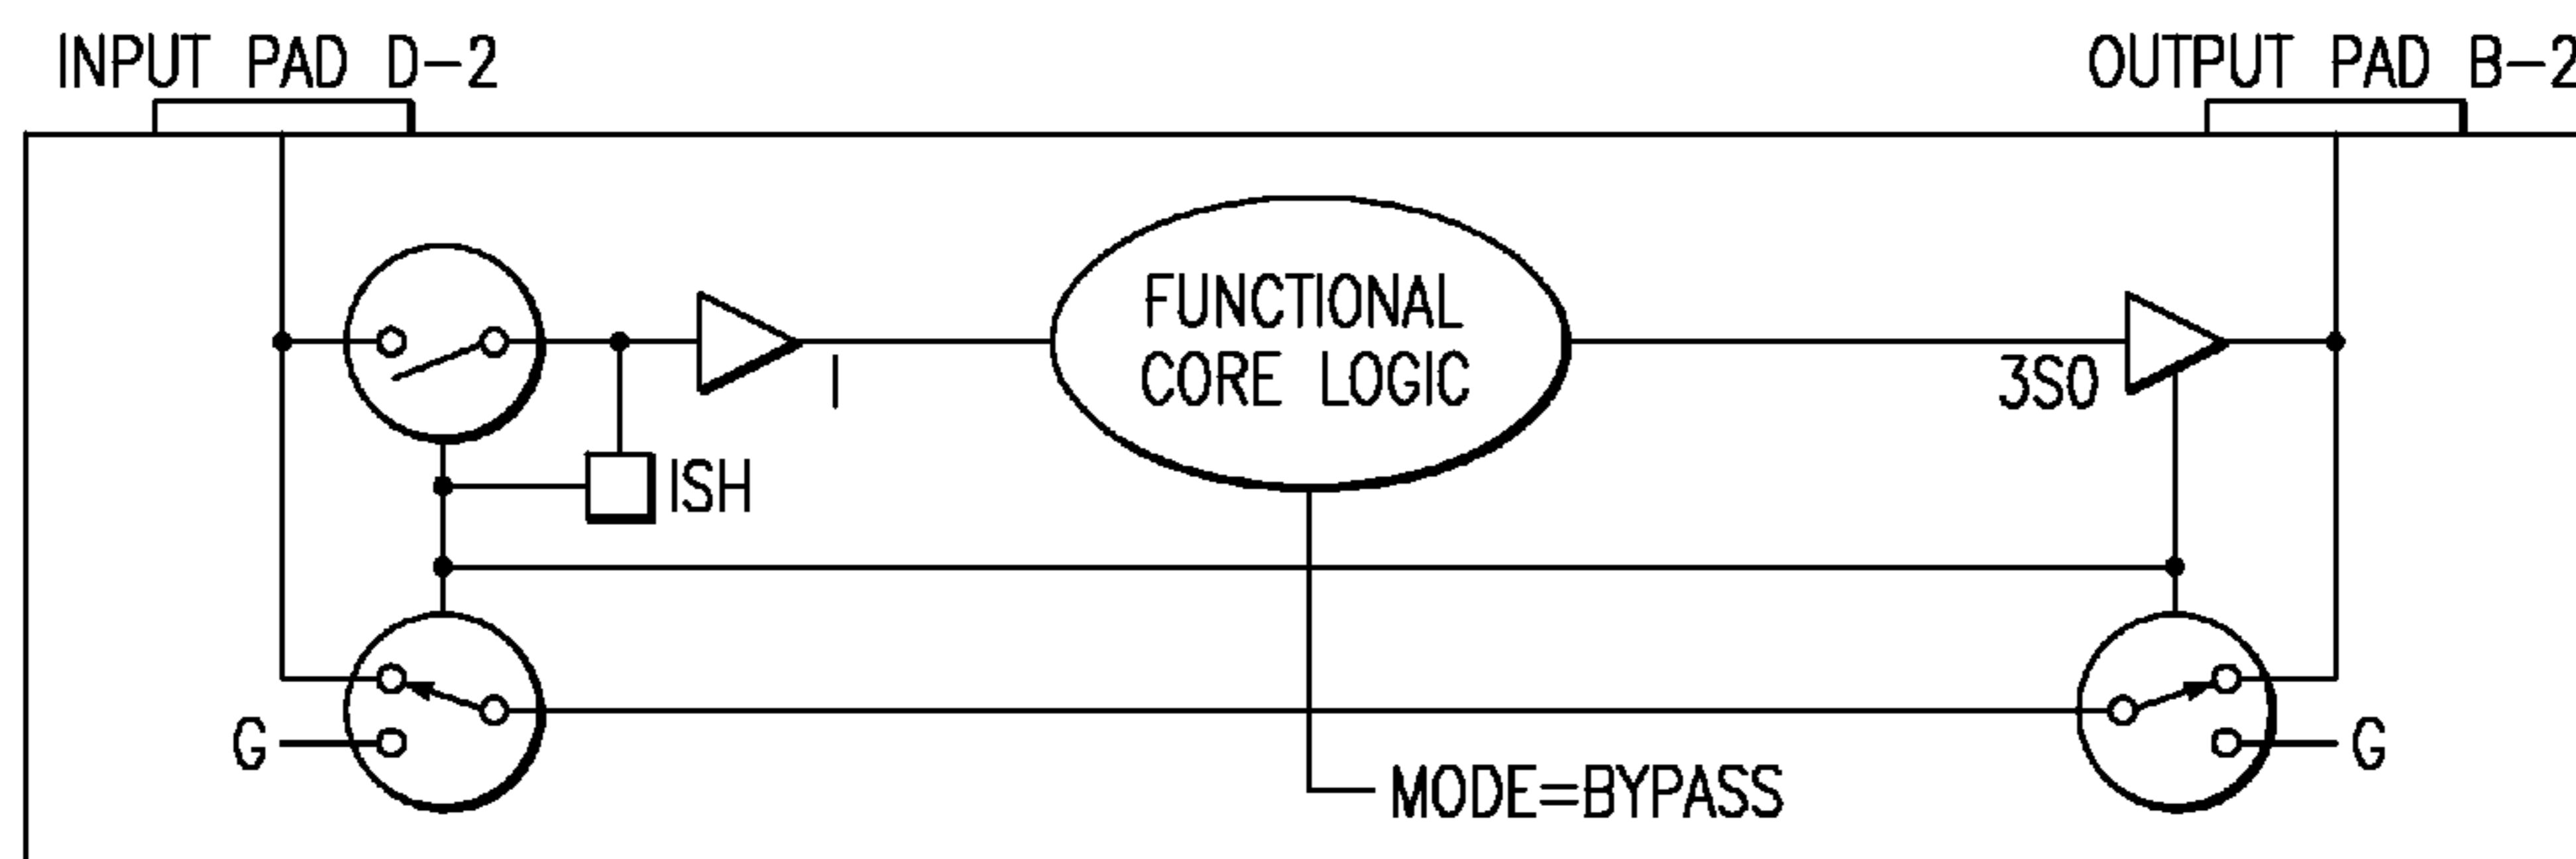 INPUT PAD D-2
OUTPUT PAD B-2
FUNCTIONAL
CORE LOGIC
I
3SO
ISH
G
G
MODE=BYPASS